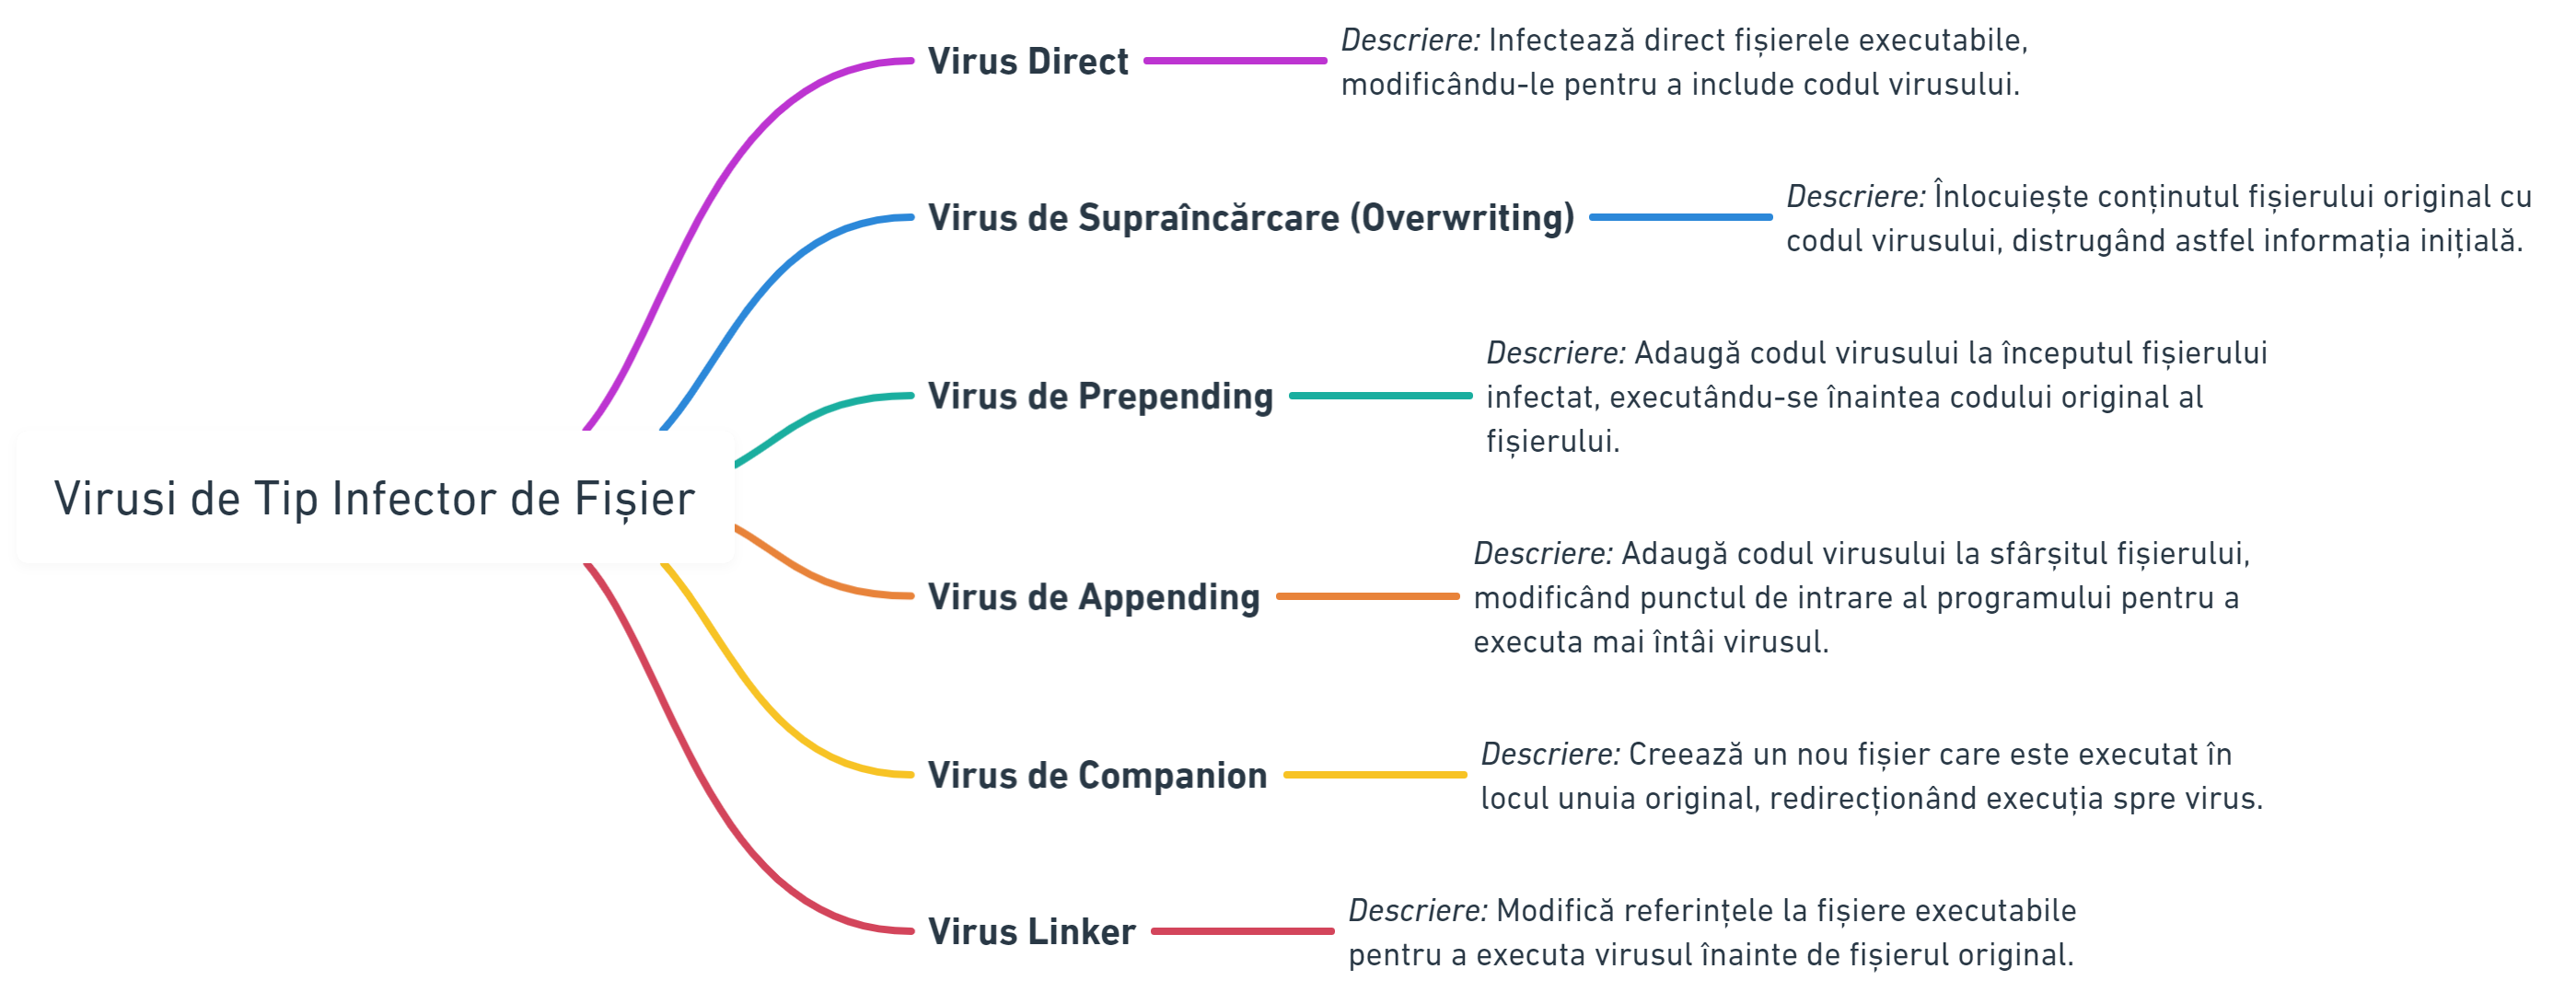 Virus Direct
Descriere: Infectează direct fișierele executabile,
modificându-le pentru a include codul virusului.
Virus de Supraîncărcare (Overwriting)
Descriere: Înlocuiește conținutul fișierului original cu
codul virusului, distrugând astfel informația inițială.
Virus de Prepending
Descriere: Adaugă codul virusului la începutul fișierului
infectat, executându-se înaintea codului original al
fișierului.
Virusi de Tip Infector de Fișier
Virus de Appending
Descriere: Adaugă codul virusului la sfârșitul fișierului,
modificând punctul de intrare al programului pentru a
executa mai întâi virusul.
Virus de Companion
Descriere: Creează un nou fișier care este executat în
locul unuia original, redirecționând execuția spre virus.
Virus Linker
Descriere: Modifică referințele la fișiere executabile
pentru a executa virusul înainte de fișierul original.